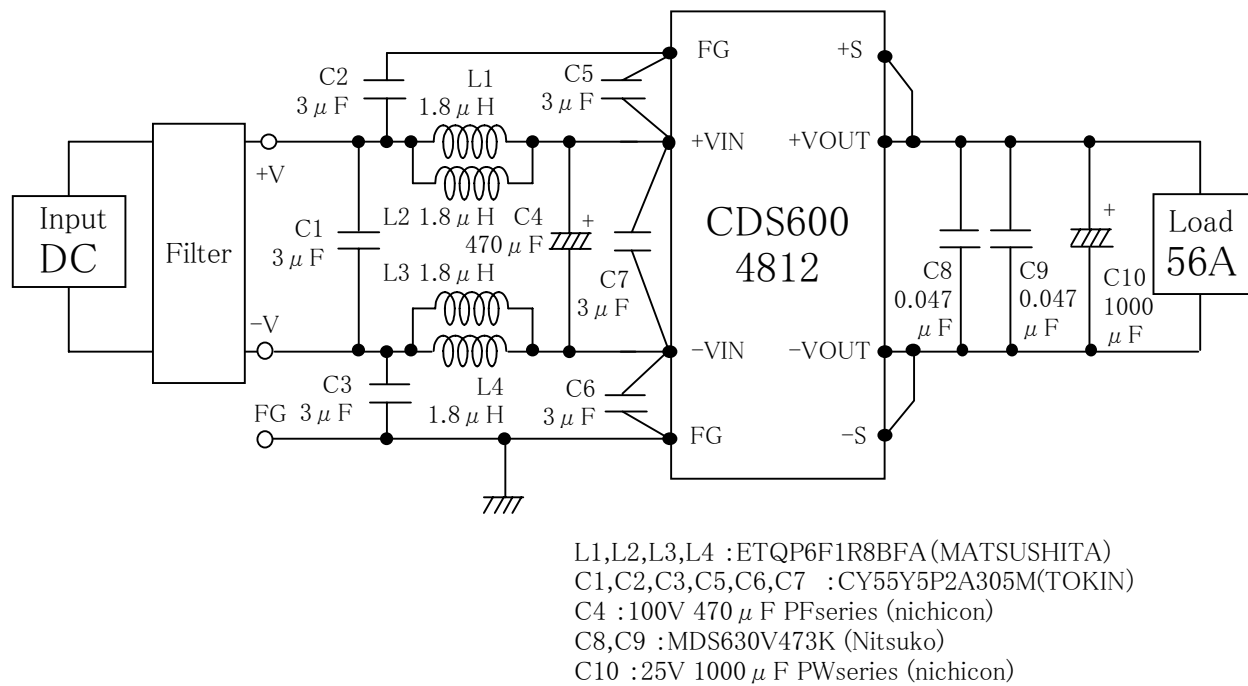 FG
+S
C2
3μF
L1
1.8μH
C5
3μF
+V
+VIN
+VOUT
Input
DC
Filter
C1
3μF
L2 1.8μH
C4
+
470μF
L3 1.8μH
C7
3μF
CDS600
4812
C8
0.047
μF
C9
0.047
μF
+
C10
1000
μF
Load
56A
-V
-VIN
-VOUT
C3
3μF
L4
1.8μH
C6
3μF
FG
FG
-S
L1,L2,L3,L4 :ETQP6F1R8BFA(MATSUSHITA)
C1,C2,C3,C5,C6,C7 :CY55Y5P2A305M(TOKIN)
C4 :100V 470μF PFseries (nichicon)
C8,C9 :MDS630V473K (Nitsuko)
C10 :25V 1000μF PWseries (nichicon)